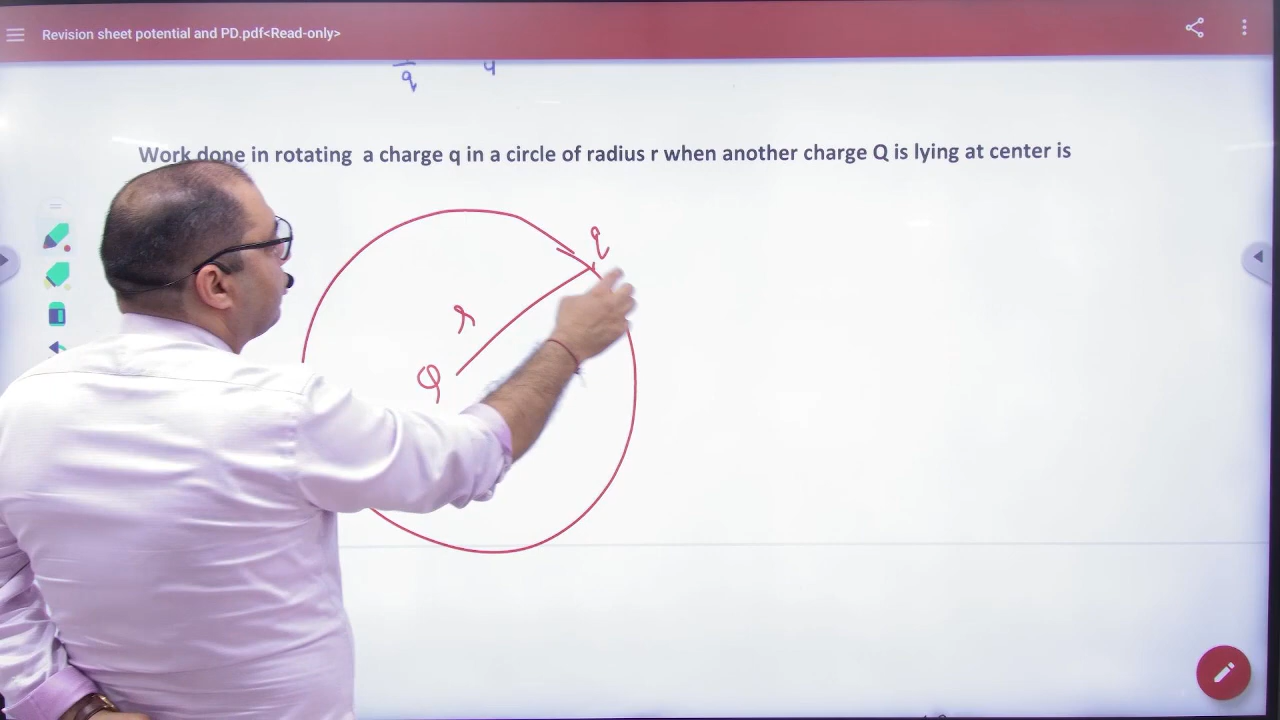 Revision sheet potential and PD.pdf<Read-only>
q
Work done in rotating a charge q in a circle of radius r when another charge Q is lying at center is
q
r
Q